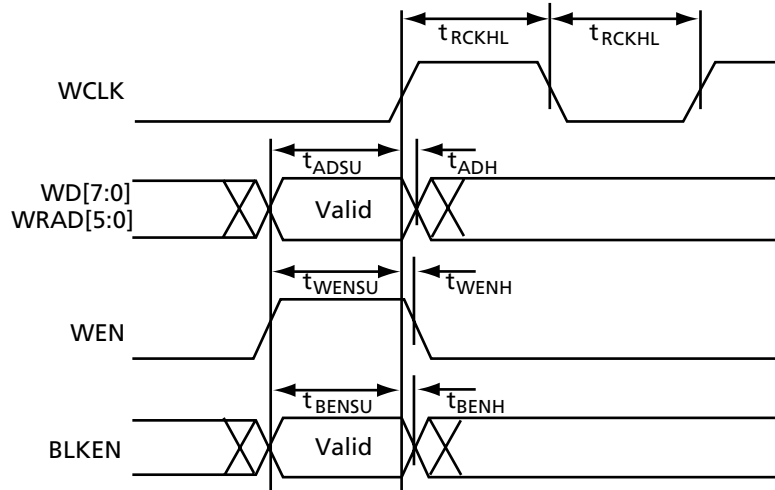 tRCKHL tRCKHL
WCLK
tADSU tADH
WD[7:0]
WRAD[5:0]
Valid
tWENSU tWENH
WEN
tBENSU tBENH
BLKEN
Valid